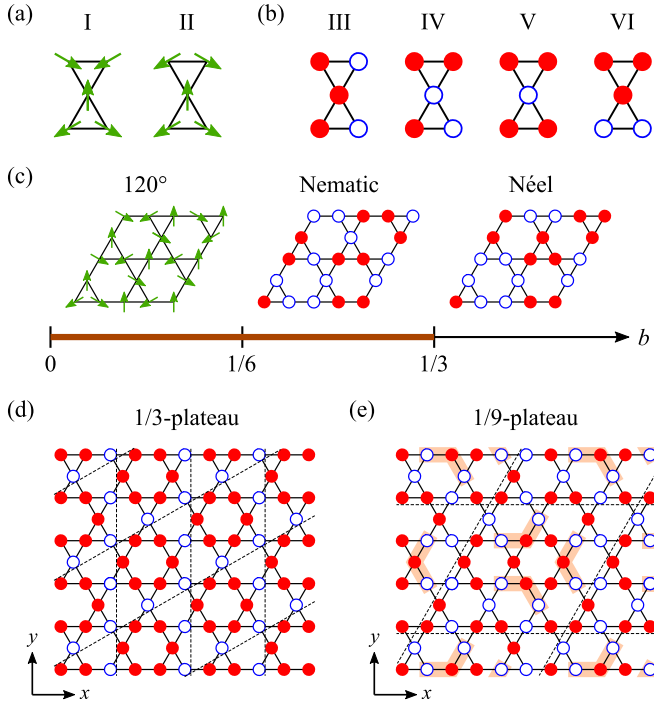 (a)
I
II
(b)
III
IV
V
VI
(c)
120°
Nematic
Néel
b
0
1/6
1/3
(d)
1/3-plateau
(e)
1/9-plateau
y
x
y
x